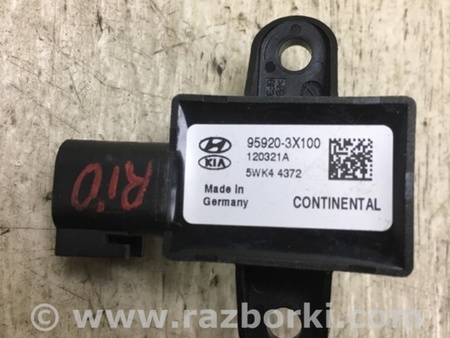 95920-3X100
120321A
KIA
5WK4 4372
Made in
Germany
CONTINENTAL
RIO
© www.razborki.com